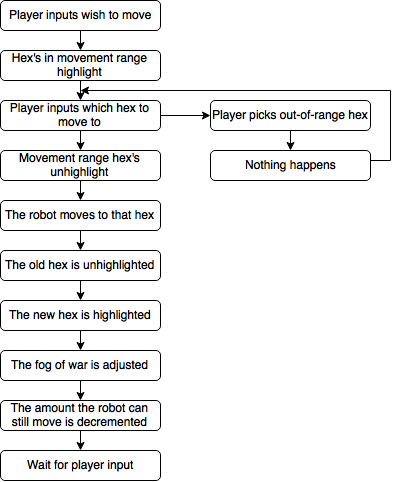 Player inputs wish to move
Hex's in movement range
highlight
Player inputs which hex to
move to
Player picks out-of-range hex
Movement range hex's
unhighlight
Nothing happens
The robot moves to that hex
The old hex is unhighlighted
The new hex is highlighted
The fog of war is adjusted
The amount the robot can
still move is decremented
Wait for player input